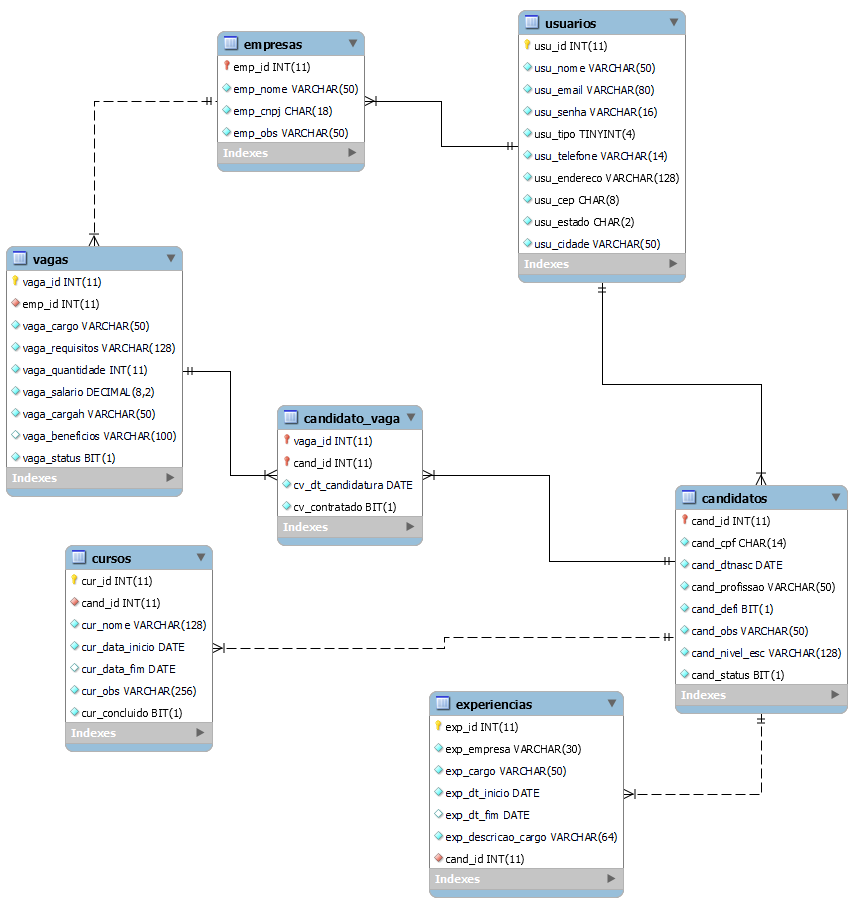 empresas
emp_id INT(11)
emp_nome VARCHAR(50)
emp_cnpj CHAR(18)
emp_obs VARCHAR(50)
Indexes
usuarios
usu_id INT(11)
usu_nome VARCHAR(50)
usu_email VARCHAR(80)
usu_senha VARCHAR(16)
usu_tipo TINYINT(4)
usu_telefone VARCHAR(14)
usu_endereco VARCHAR(128)
usu_cep CHAR(8)
usu_estado CHAR(2)
usu_cidade VARCHAR(50)
Indexes
vagas
vaga_id INT(11)
emp_id INT(11)
vaga_cargo VARCHAR(50)
vaga_requisitos VARCHAR(128)
vaga_quantidade INT(11)
vaga_salario DECIMAL(8,2)
vaga_cargah VARCHAR(50)
vaga_beneficios VARCHAR(100)
vaga_status BIT(1)
Indexes
candidato_vaga
vaga_id INT(11)
cand_id INT(11)
cv_dt_candidatura DATE
cv_contratado BIT(1)
Indexes
candidatos
cand_id INT(11)
cand_cpf CHAR(14)
cand_dtnasc DATE
cand_profissao VARCHAR(50)
cand_defi BIT(1)
cand_obs VARCHAR(50)
cand_nivel_esc VARCHAR(128)
cand_status BIT(1)
Indexes
cursos
cur_id INT(11)
cand_id INT(11)
cur_nome VARCHAR(128)
cur_data_inicio DATE
cur_data_fim DATE
cur_obs VARCHAR(256)
cur_concluido BIT(1)
Indexes
experiencias
exp_id INT(11)
exp_empresa VARCHAR(30)
exp_cargo VARCHAR(50)
exp_dt_inicio DATE
exp_dt_fim DATE
exp_descricao_cargo VARCHAR(64)
cand_id INT(11)
Indexes